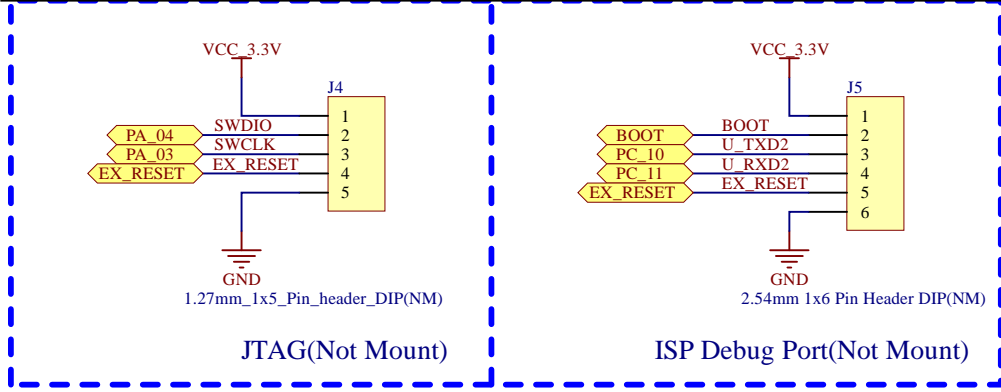 VCC_3.3V
J4
1
PA_04 SWDIO 2
PA_03 SWCLK 3
EX_RESET EX_RESET 4
5
GND
1.27mm_1x5_Pin_header_DIP(NM)
JTAG(Not Mount)
VCC_3.3V
J5
1
BOOT BOOT 2
PC_10 U_TXD2 3
PC_11 U_RXD2 4
EX_RESET EX_RESET 5
6
GND
2.54mm 1x6 Pin Header DIP(NM)
ISP Debug Port(Not Mount)